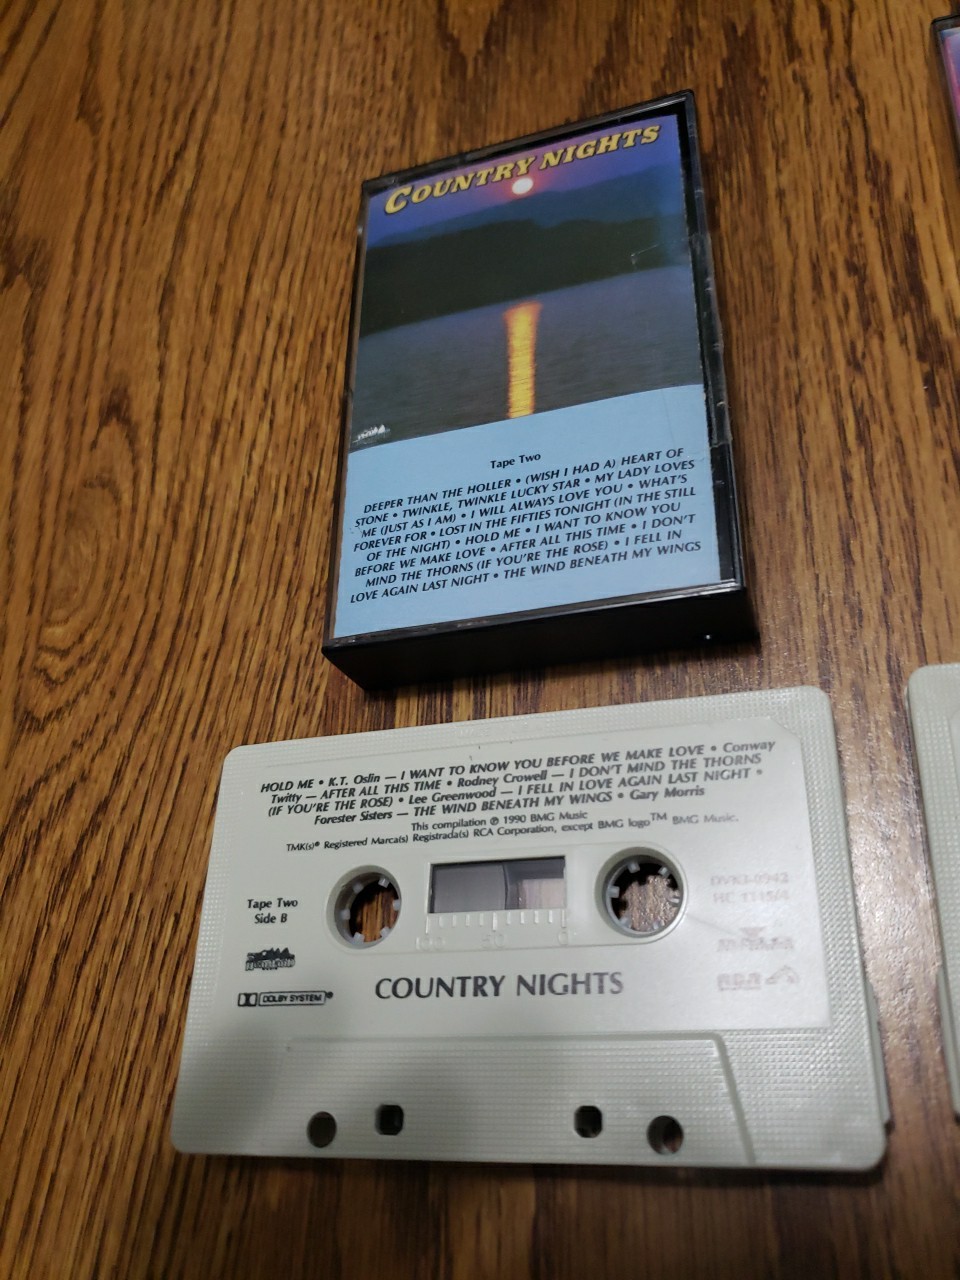 COUNTRY NIGHTS
Tape Two
DEEPER THAN THE HOLLER • (WISH I HAD A) HEART OF
STONE • TWINKLE, TWINKLE LUCKY STAR • MY LADY LOVES
ME (JUST AS I AM) • I WILL ALWAYS LOVE YOU • WHAT'S
FOREVER FOR • LOST IN THE FIFTIES TONIGHT (IN THE STILL
OF THE NIGHT) • HOLD ME • I WANT TO KNOW YOU
BEFORE WE MAKE LOVE • AFTER ALL THIS TIME • I DON'T
MIND THE THORNS (IF YOU'RE THE ROSE) • I FELL IN
LOVE AGAIN LAST NIGHT • THE WIND BENEATH MY WINGS
HOLD ME • K.T. Oslin — I WANT TO KNOW YOU BEFORE WE MAKE LOVE • Conway
Twitty — AFTER ALL THIS TIME • Rodney Crowell — I DON'T MIND THE THORNS
(IF YOU'RE THE ROSE) • Lee Greenwood — I FELL IN LOVE AGAIN LAST NIGHT •
Forester Sisters — THE WIND BENEATH MY WINGS • Gary Morris
This compilation ℗ 1990 BMG Music
TMK(s)® Registered Marca(s) Registrada(s) RCA Corporation, except BMG logo™ BMG Music.
Tape Two
Side B
100 50 0
DOLBY SYSTEM®
COUNTRY NIGHTS
RCA